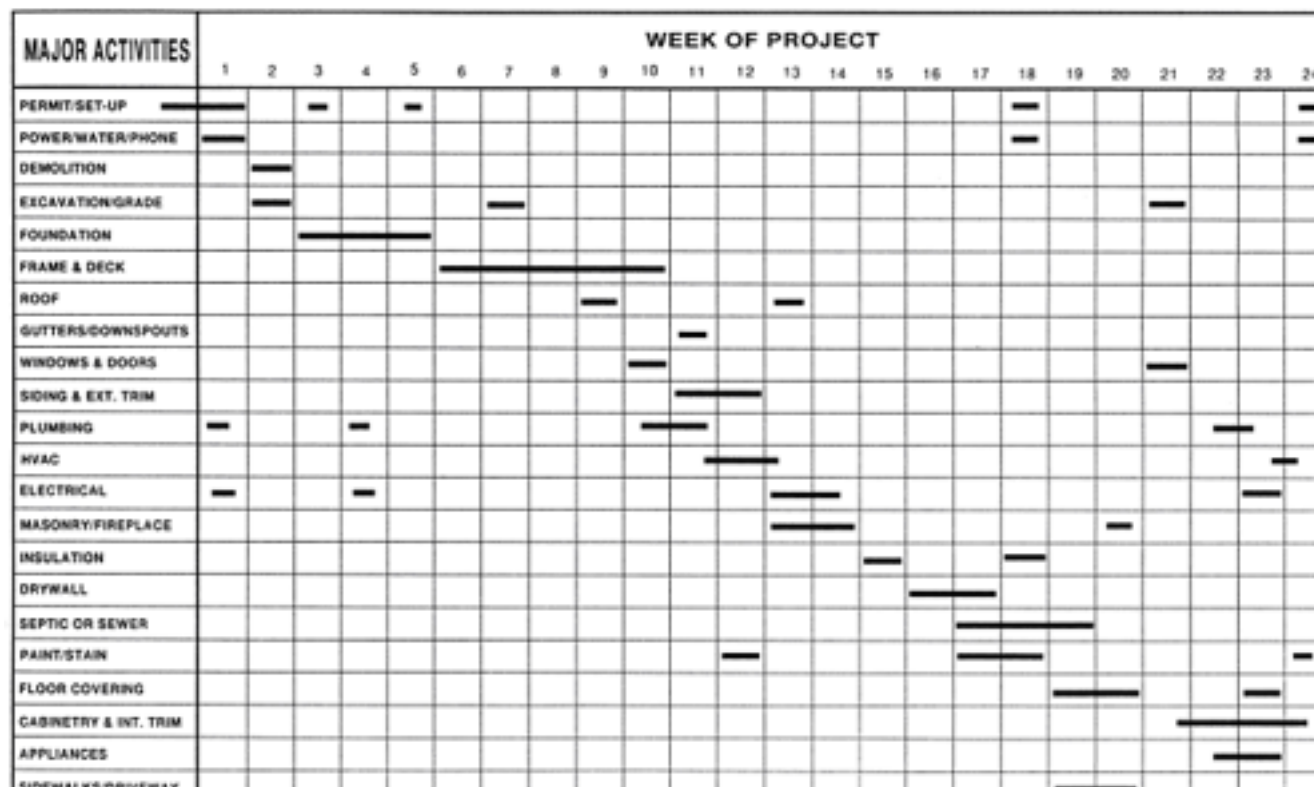 MAJOR ACTIVITIES
WEEK OF PROJECT
1 2 3 4 5 6 7 8 9 10 11 12 13 14 15 16 17 18 19 20 21 22 23 24
PERMIT/SET-UP
POWER/WATER/PHONE
DEMOLITION
EXCAVATION/GRADE
FOUNDATION
FRAME & DECK
ROOF
GUTTERS/DOWNSPOUTS
WINDOWS & DOORS
SIDING & EXT. TRIM
PLUMBING
HVAC
ELECTRICAL
MASONRY/FIREPLACE
INSULATION
DRYWALL
SEPTIC OR SEWER
PAINT/STAIN
FLOOR COVERING
CABINETRY & INT. TRIM
APPLIANCES
SIDEWALKS/DRIVEWAY